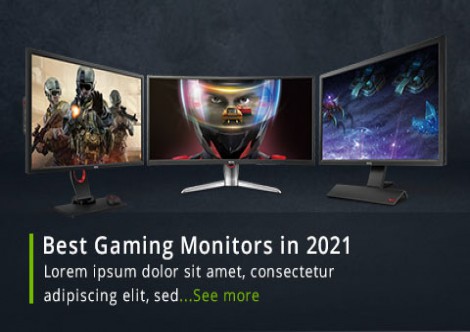 Best Gaming Monitors in 2021
Lorem ipsum dolor sit amet, consectetur
adipiscing elit, sed...See more